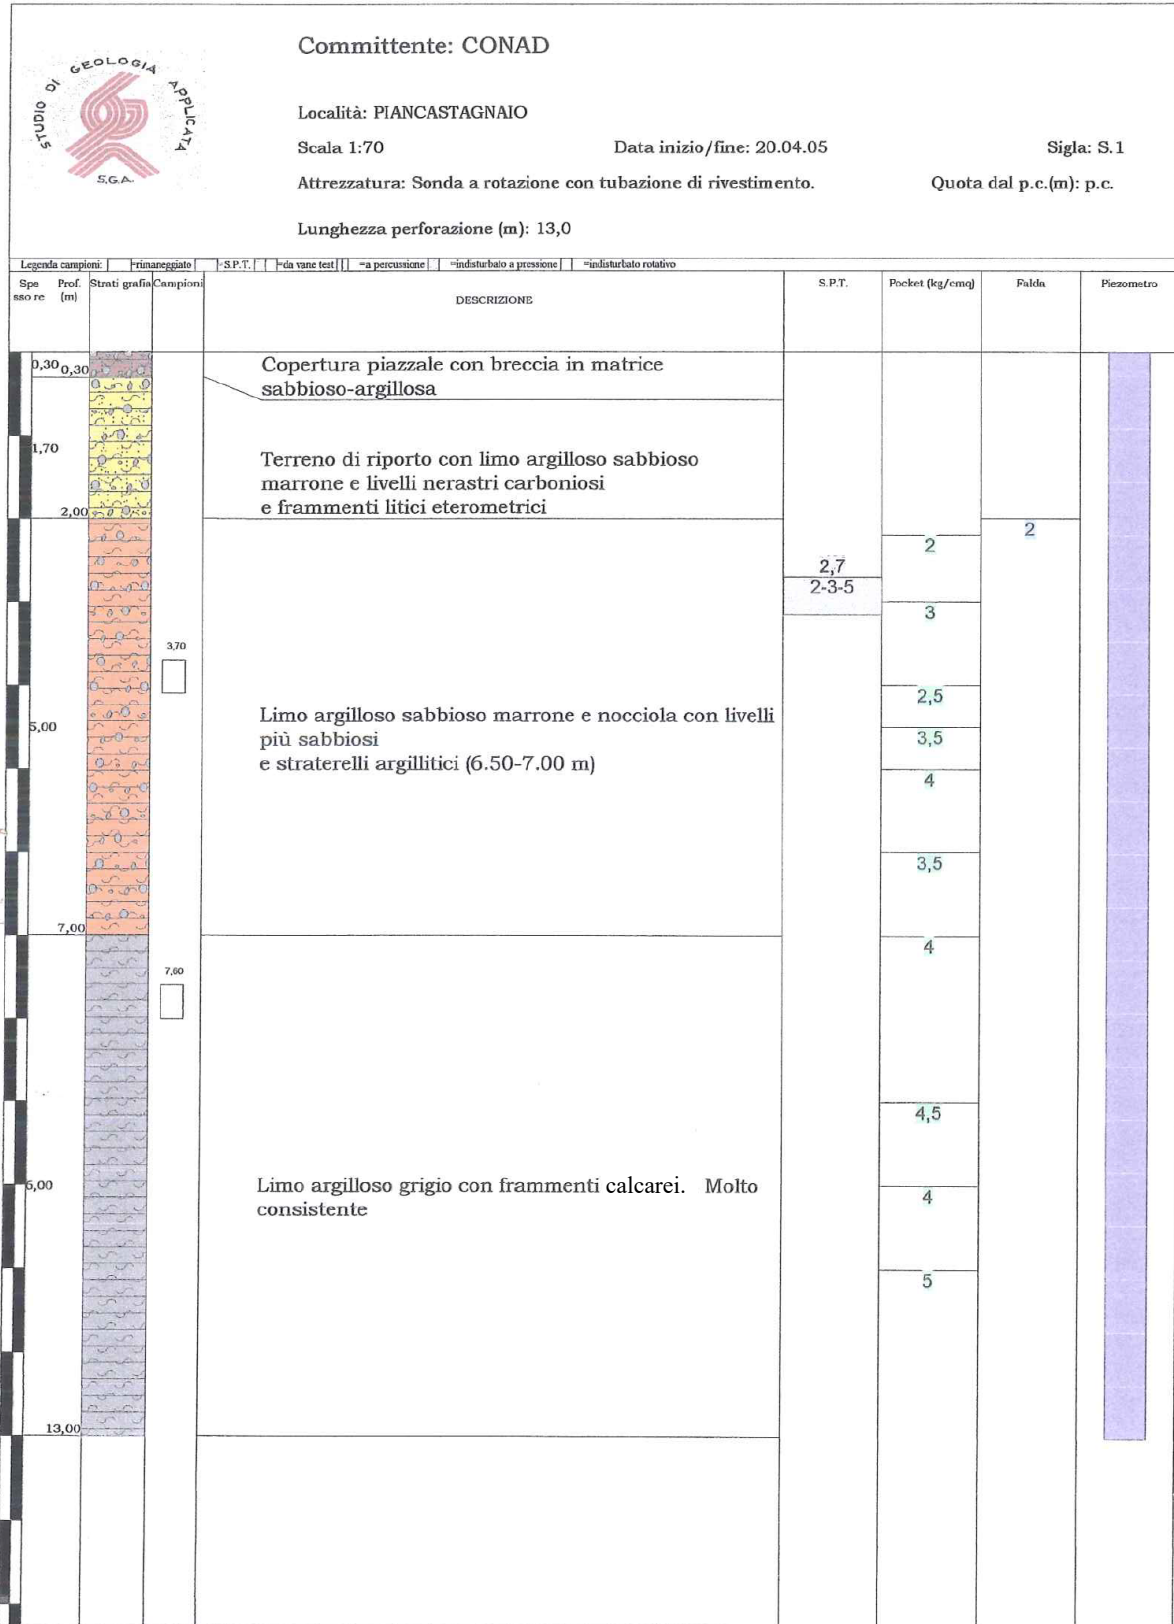 STUDIO DI GEOLOGIA APPLICATA
S.G.A.
Committente: CONAD
Località: PIANCASTAGNAIO
Scala 1:70 Data inizio/fine: 20.04.05 Sigla: S.1
Attrezzatura: Sonda a rotazione con tubazione di rivestimento. Quota dal p.c.(m): p.c.
Lunghezza perforazione (m): 13,0
Legenda campioni: =rimaneggiato =S.P.T. =da vane test =a percussione =indisturbato a pressione =indisturbato rotativo
Spe Prof. Strati grafia Campioni S.P.T. Pocket (kg/cmq) Falda Piezometro
sso re (m) DESCRIZIONE
0,30 0,30 Copertura piazzale con breccia in matrice
sabbioso-argillosa
1,70
Terreno di riporto con limo argilloso sabbioso
marrone e livelli nerastri carboniosi
2,00 e frammenti litici eterometrici
2
2
2,7
2-3-5
3
3,70
2,5
5,00 Limo argilloso sabbioso marrone e nocciola con livelli
più sabbiosi 3,5
e straterelli argillitici (6.50-7.00 m)
4
3,5
7,00
4
7,60
4,5
6,00 Limo argilloso grigio con frammenti calcarei. Molto
4
consistente
5
13,00